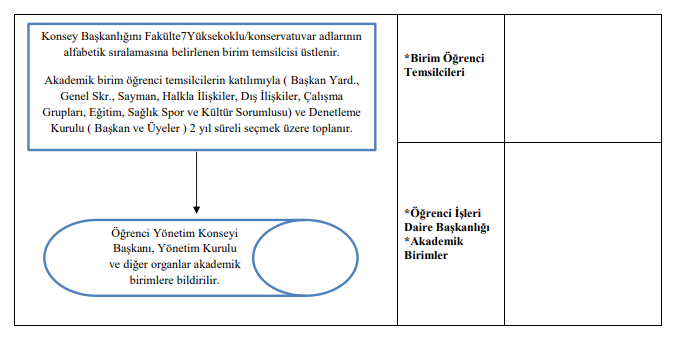 Konsey Başkanlığını Fakülte7Yüksekoklu/konservatuvar adlarının
alfabetik sıralamasına belirlenen birim temsilcisi üstlenir.
Akademik birim öğrenci temsilcilerin katılımıyla ( Başkan Yard.,
Genel Skr., Sayman, Halkla İlişkiler, Dış İlişkiler, Çalışma
Grupları, Eğitim, Sağlık Spor ve Kültür Sorumlusu) ve Denetleme
Kurulu ( Başkan ve Üyeler ) 2 yıl süreli seçmek üzere toplanır.
*Birim Öğrenci
Temsilcileri
Öğrenci Yönetim Konseyi
Başkanı, Yönetim Kurulu
ve diğer organlar akademik
birimlere bildirilir.
*Öğrenci İşleri
Daire Başkanlığı
*Akademik
Birimler